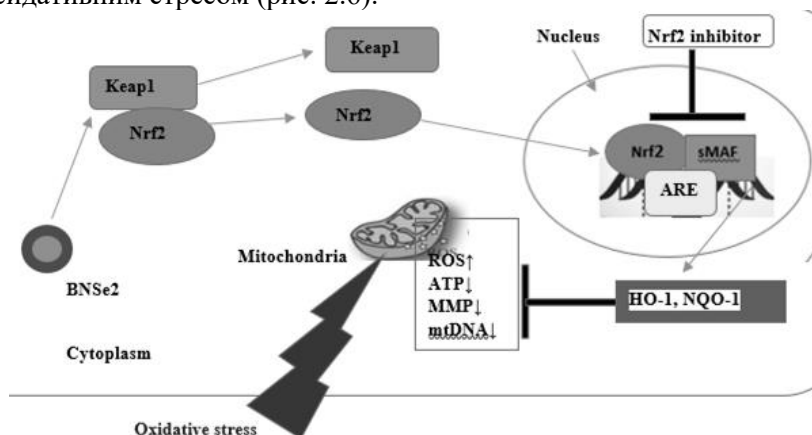 сидативним стресом (рис. 2.6).
Nucleus
Nrf2 inhibitor
Keap1
Keap1
Nrf2
Nrf2
Nrf2
sMAF
ARE
BNSe2
Mitochondria
ROS↑
ATP↓
MMP↓
mtDNA↓
HO-1, NQO-1
Cytoplasm
Oxidative stress